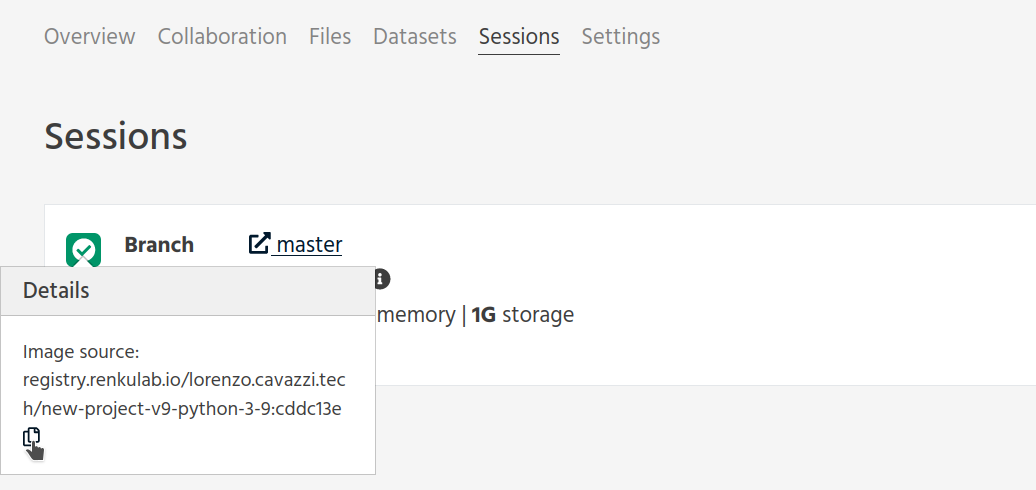 Overview Collaboration Files Datasets Sessions Settings
Sessions
Branch master
memory | 1G storage
Details
Image source:
registry.renkulab.io/lorenzo.cavazzi.tec
h/new-project-v9-python-3-9:cddc13e